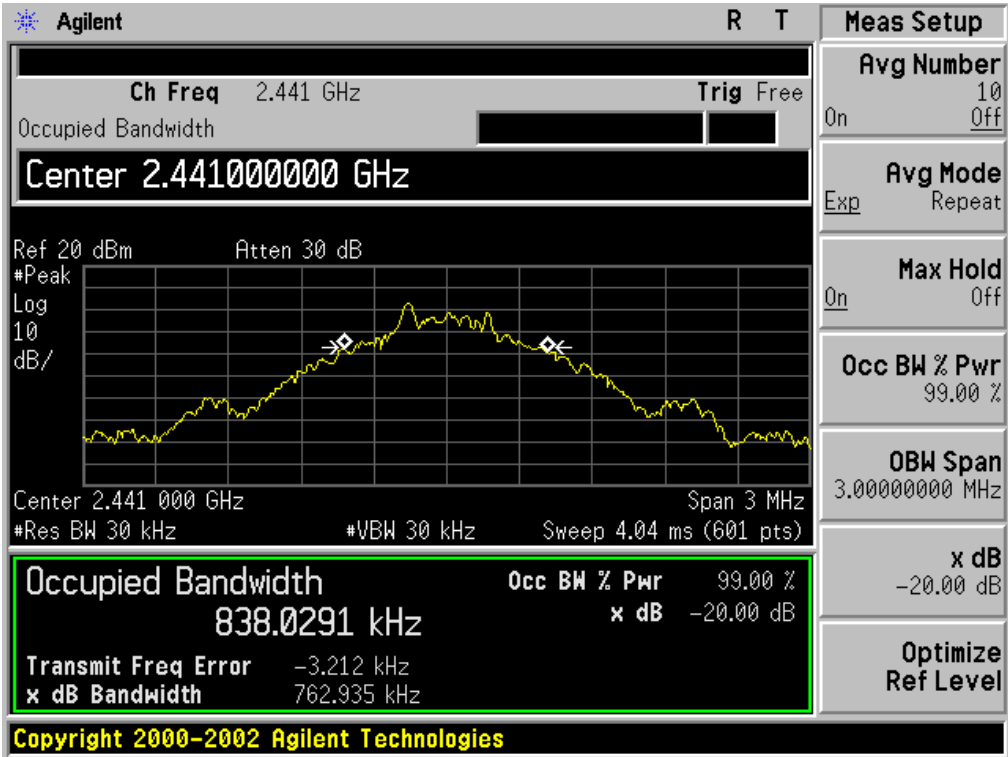 Agilent R T
Ch Freq 2.441 GHz Trig Free
Occupied Bandwidth
Center 2.441000000 GHz
Ref 20 dBm Atten 30 dB
#Peak
Log
10
dB/
Center 2.441 000 GHz Span 3 MHz
#Res BW 30 kHz #VBW 30 kHz Sweep 4.04 ms (601 pts)
Occupied Bandwidth Occ BW % Pwr 99.00 %
838.0291 kHz x dB -20.00 dB
Transmit Freq Error -3.212 kHz
x dB Bandwidth 762.935 kHz
Copyright 2000-2002 Agilent Technologies
Meas Setup
Avg Number
10
On Off
Avg Mode
Exp Repeat
Max Hold
On Off
Occ BW % Pwr
99.00 %
OBW Span
3.00000000 MHz
x dB
-20.00 dB
Optimize
Ref Level